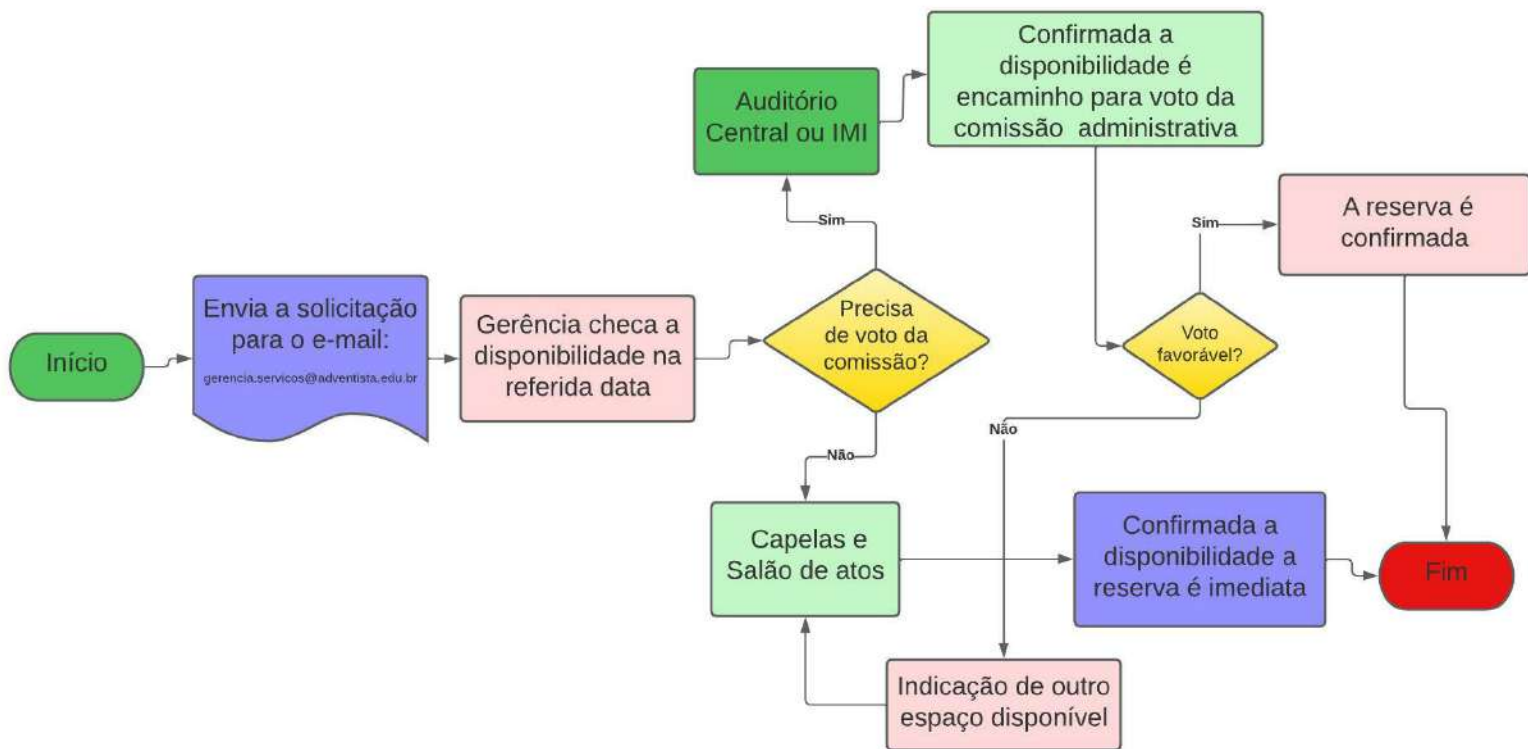 Início
Envia a solicitação
para o e-mail:
gerencia.servicos@adventista.edu.br
Gerência checa a
disponibilidade na
referida data
Precisa
de voto da
comissão?
Sim
Auditório
Central ou IMI
Confirmada a
disponibilidade é
encaminho para voto da
comissão administrativa
Voto
favorável?
Sim
A reserva é
confirmada
Não
Capelas e
Salão de atos
Confirmada a
disponibilidade a
reserva é imediata
Não
Indicação de outro
espaço disponível
Fim